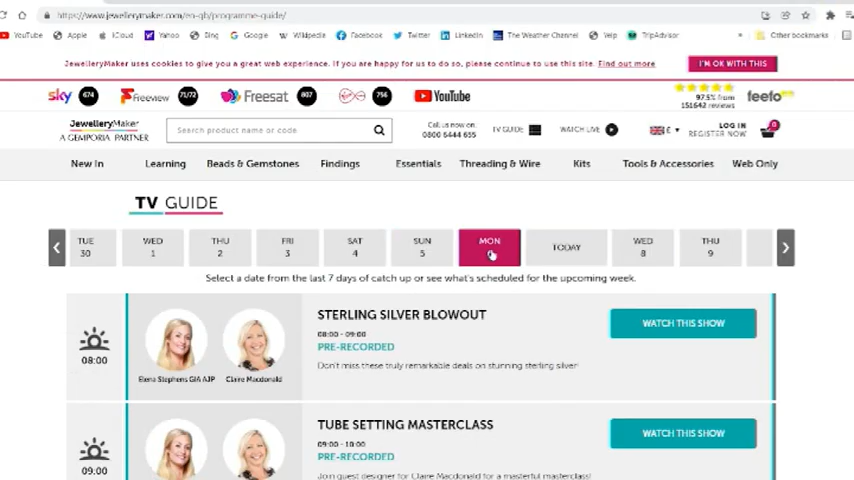 https://www.jewellerymaker.com/en-gb/programme-guide/
YouTube Apple iCloud Yahoo Bing Google Wikipedia Facebook Twitter LinkedIn The Weather Channel Yelp TripAdvisor Other bookmarks
JewelleryMaker uses cookies to give you a great web experience. If you are happy for us to do so, please continue to use this site. Find out more
I'M OK WITH THIS
sky 674 Freeview 71/72 Freesat 807 756 YouTube
97.5% from
151642 reviews
feefo
JewelleryMaker
A GEMPORIA PARTNER
Search product name or code
Call us now on:
0800 6444 655
TV GUIDE
WATCH LIVE
£
LOG IN
REGISTER NOW
0
New In Learning Beads & Gemstones Findings Essentials Threading & Wire Kits Tools & Accessories Web Only
TV GUIDE
TUE 30
WED 1
THU 2
FRI 3
SAT 4
SUN 5
MON
TODAY
WED 8
THU 9
Select a date from the last 7 days of catch up or see what's scheduled for the upcoming week.
08:00
Elena Stephens GIA AJP
Claire Macdonald
STERLING SILVER BLOWOUT
08:00 - 09:00
PRE-RECORDED
Don't miss these truly remarkable deals on stunning sterling silver!
WATCH THIS SHOW
09:00
TUBE SETTING MASTERCLASS
09:00 - 10:00
PRE-RECORDED
Join guest designer for Claire Macdonald for a masterful masterclass!
WATCH THIS SHOW